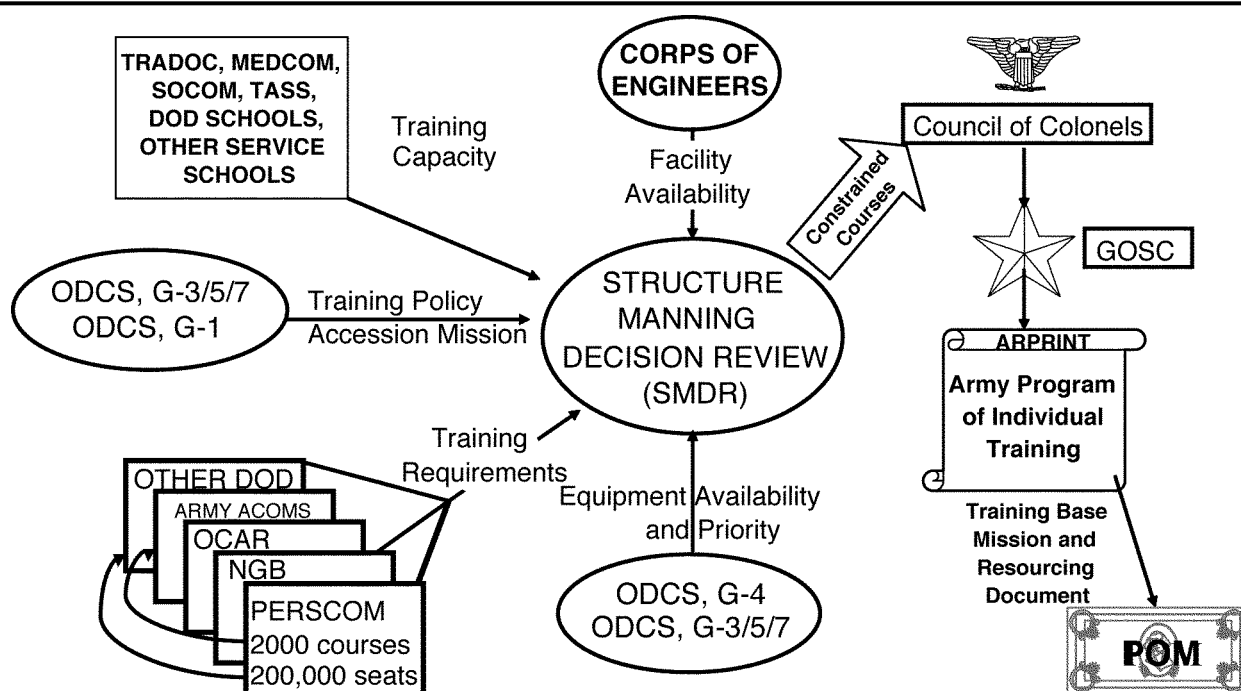 TRADOC, MEDCOM,
SOCOM, TASS,
DOD SCHOOLS,
OTHER SERVICE
SCHOOLS
Training
Capacity
CORPS OF
ENGINEERS
Facility
Availability
Constrained
Courses
Council of Colonels
GOSC
ODCS, G-3/5/7
ODCS, G-1
Training Policy
Accession Mission
STRUCTURE
MANNING
DECISION REVIEW
(SMDR)
ARPRINT
Army Program
of Individual
Training
Training
Requirements
OTHER DOD
ARMY ACOMS
OCAR
NGB
PERSCOM
2000 courses
200,000 seats
Equipment Availability
and Priority
ODCS, G-4
ODCS, G-3/5/7
Training Base
Mission and
Resourcing
Document
POM